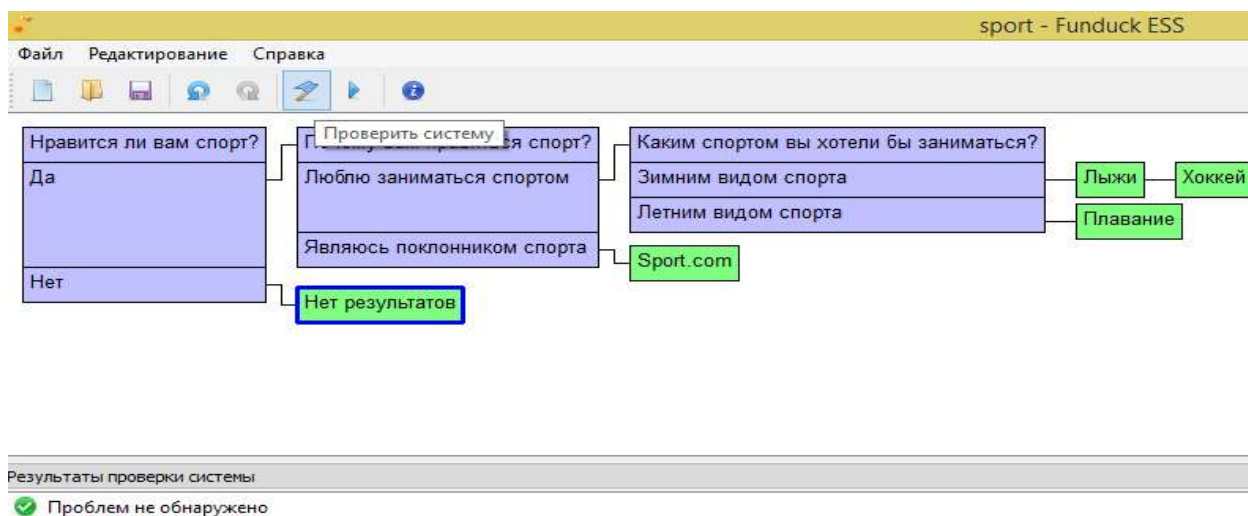 sport - Funduck ESS
Файл Редактирование Справка
Проверить систему
Нравится ли вам спорт?
Да
Нет
спорт?
Люблю заниматься спортом
Являюсь поклонником спорта
Нет результатов
Каким спортом вы хотели бы заниматься?
Зимним видом спорта
Летним видом спорта
Sport.com
Лыжи
Хоккей
Плавание
Результаты проверки системы
Проблем не обнаружено